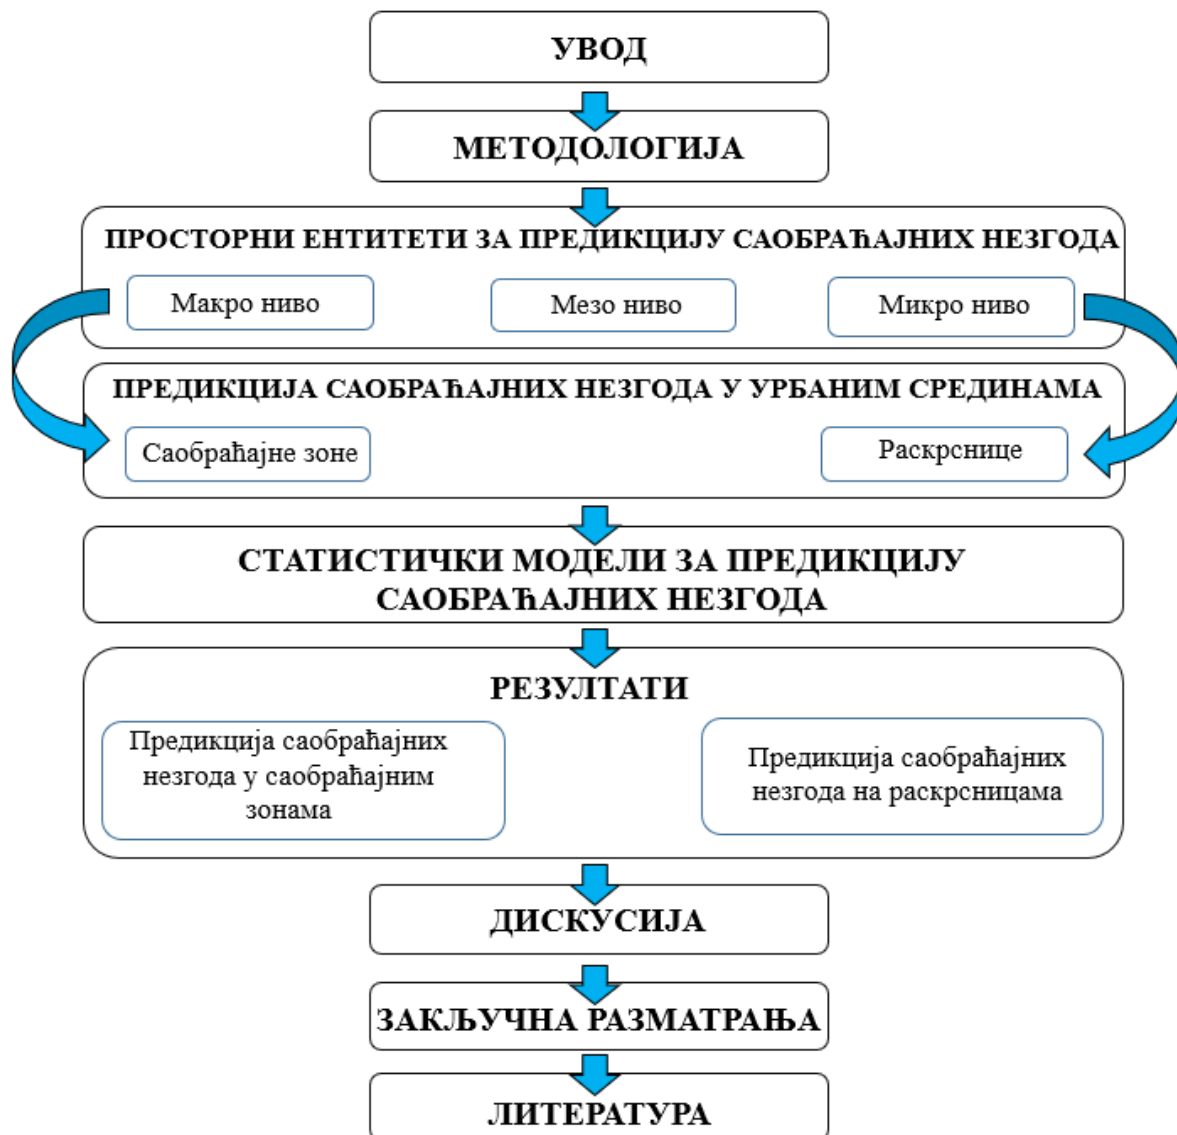 УВОД
МЕТОДОЛОГИЈА
ПРОСТОРНИ ЕНТИТЕТИ ЗА ПРЕДИКЦИЈУ САОБРАЋАЈНИХ НЕЗГОДА
Макро ниво
Мезо ниво
Микро ниво
ПРЕДИКЦИЈА САОБРАЋАЈНИХ НЕЗГОДА У УРБАНИМ СРЕДИНАМА
Саобраћајне зоне
Раскрснице
СТАТИСТИЧКИ МОДЕЛИ ЗА ПРЕДИКЦИЈУ
САОБРАЋАЈНИХ НЕЗГОДА
РЕЗУЛТАТИ
Предикција саобраћајних
незгода у саобраћајним
зонама
Предикција саобраћајних
незгода на раскрсницама
ДИСКУСИЈА
ЗАКЉУЧНА РАЗМАТРАЊА
ЛИТЕРАТУРА